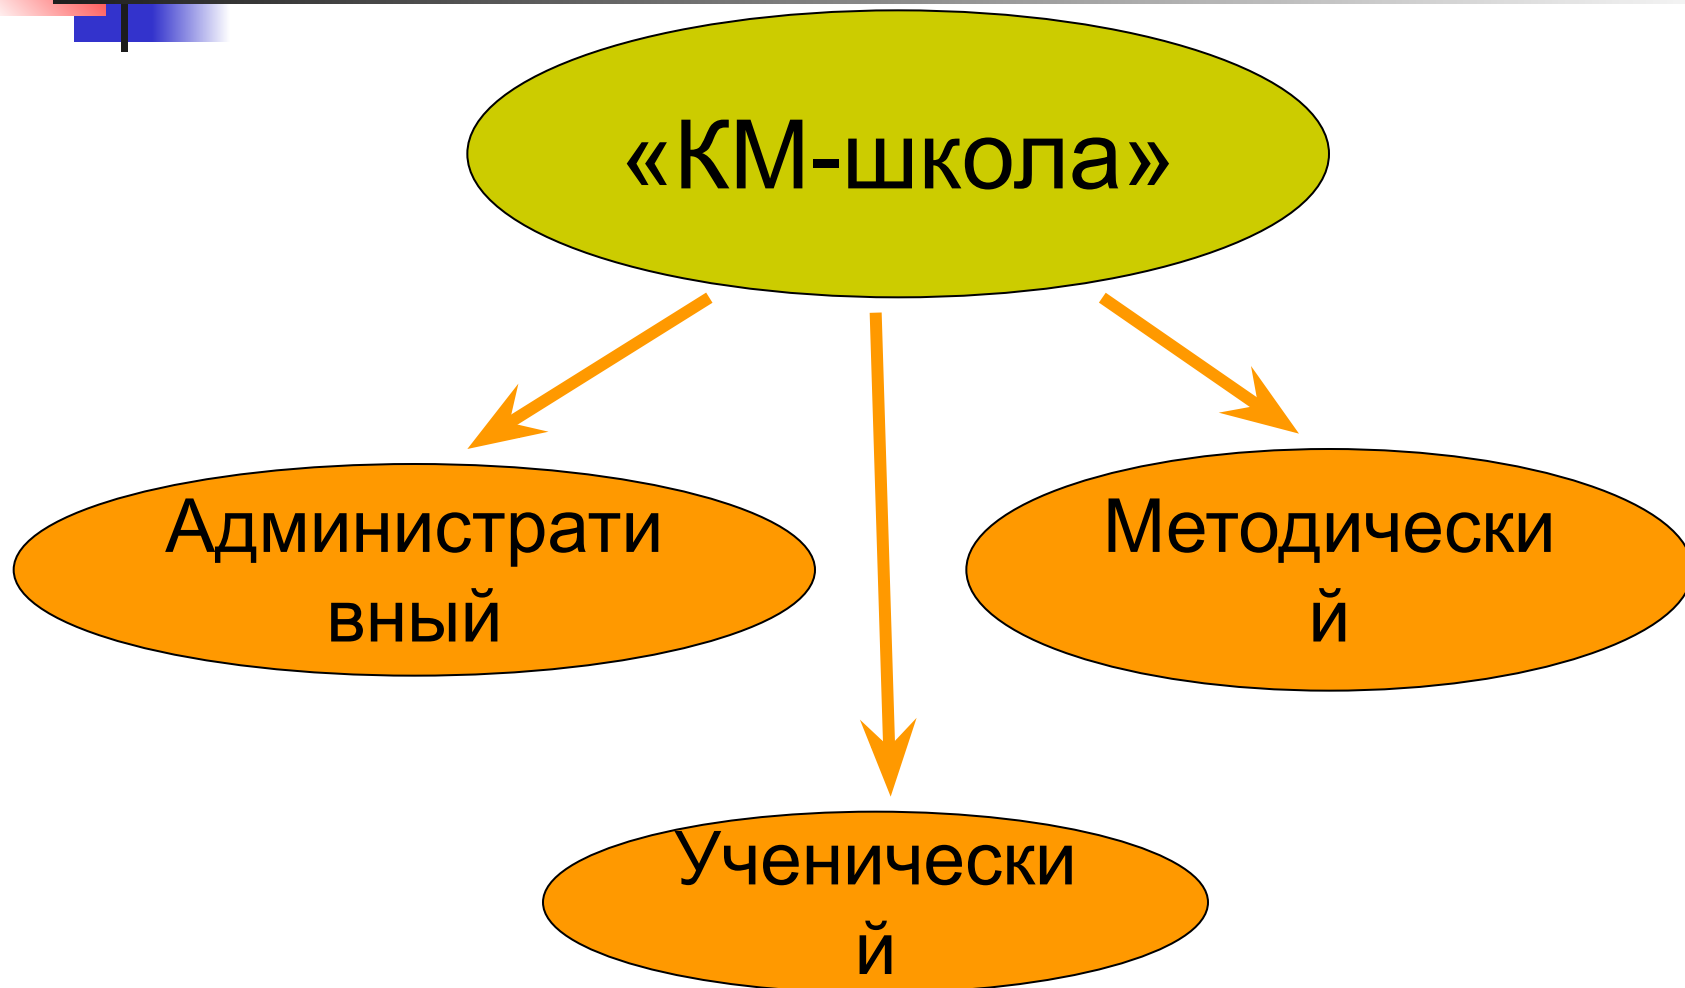 «КМ-школа»
Администрати
вный
Методически
й
Ученически
й